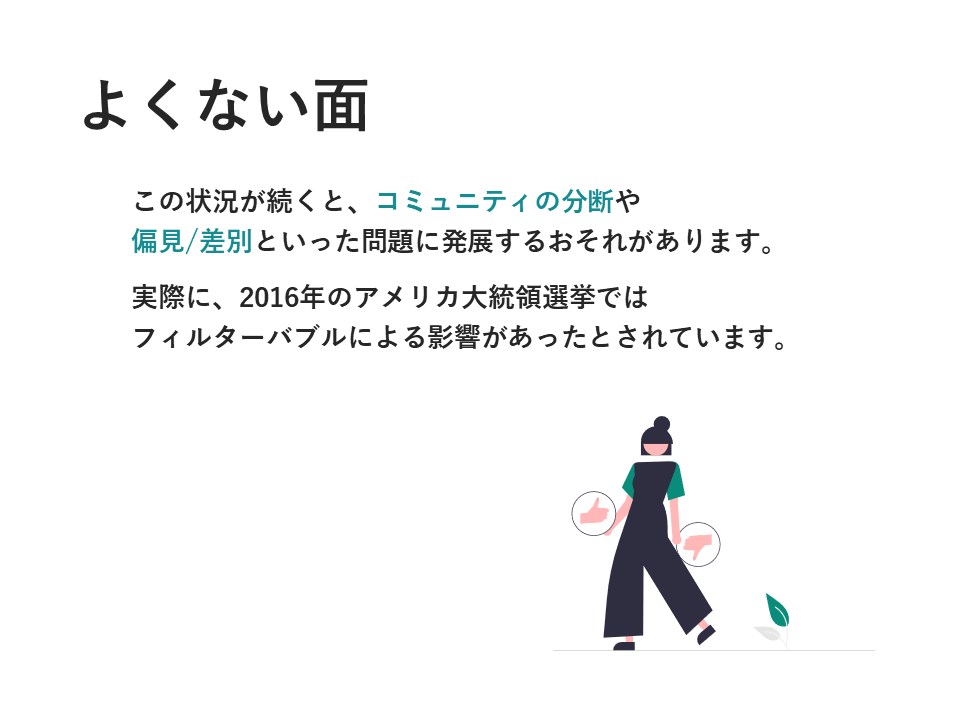 よくない面
この状況が続くと、コミュニティの分断や
偏見/差別といった問題に発展するおそれがあります。
実際に、2016年のアメリカ大統領選挙では
フィルターバブルによる影響があったとされています。